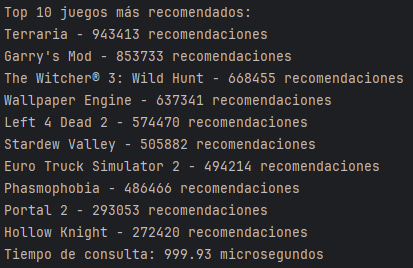 Top 10 juegos más recomendados:
Terraria - 943413 recomendaciones
Garry's Mod - 853733 recomendaciones
The Witcher® 3: Wild Hunt - 668455 recomendaciones
Wallpaper Engine - 637341 recomendaciones
Left 4 Dead 2 - 574470 recomendaciones
Stardew Valley - 505882 recomendaciones
Euro Truck Simulator 2 - 494214 recomendaciones
Phasmophobia - 486466 recomendaciones
Portal 2 - 293053 recomendaciones
Hollow Knight - 272420 recomendaciones
Tiempo de consulta: 999.93 microsegundos